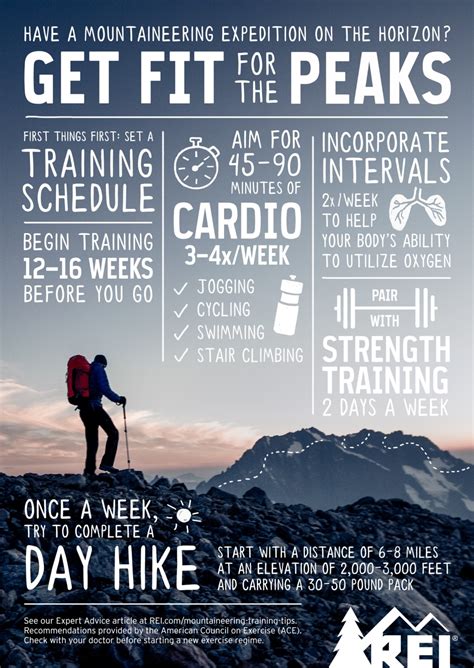 HAVE A MOUNTAINEERING EXPEDITION ON THE HORIZON?
GET FIT FOR THE PEAKS
FIRST THINGS FIRST: SET A
TRAINING
SCHEDULE
BEGIN TRAINING
12–16 WEEKS
BEFORE YOU GO
AIM FOR
45–90
MINUTES OF
CARDIO
3–4x/WEEK
✓ JOGGING
✓ CYCLING
✓ SWIMMING
✓ STAIR CLIMBING
INCORPORATE
INTERVALS
2x/WEEK
TO HELP
YOUR BODY'S ABILITY
TO UTILIZE OXYGEN
PAIR
WITH
STRENGTH
TRAINING
2 DAYS A WEEK
ONCE A WEEK,
TRY TO COMPLETE A
DAY HIKE
START WITH A DISTANCE OF 6-8 MILES
AT AN ELEVATION OF 2,000-3,000 FEET
AND CARRYING A 30-50 POUND PACK
See our Expert Advice article at REI.com/mountaineering-training-tips.
Recommendations provided by the American Council on Exercise (ACE).
Check with your doctor before starting a new exercise regime.
REI